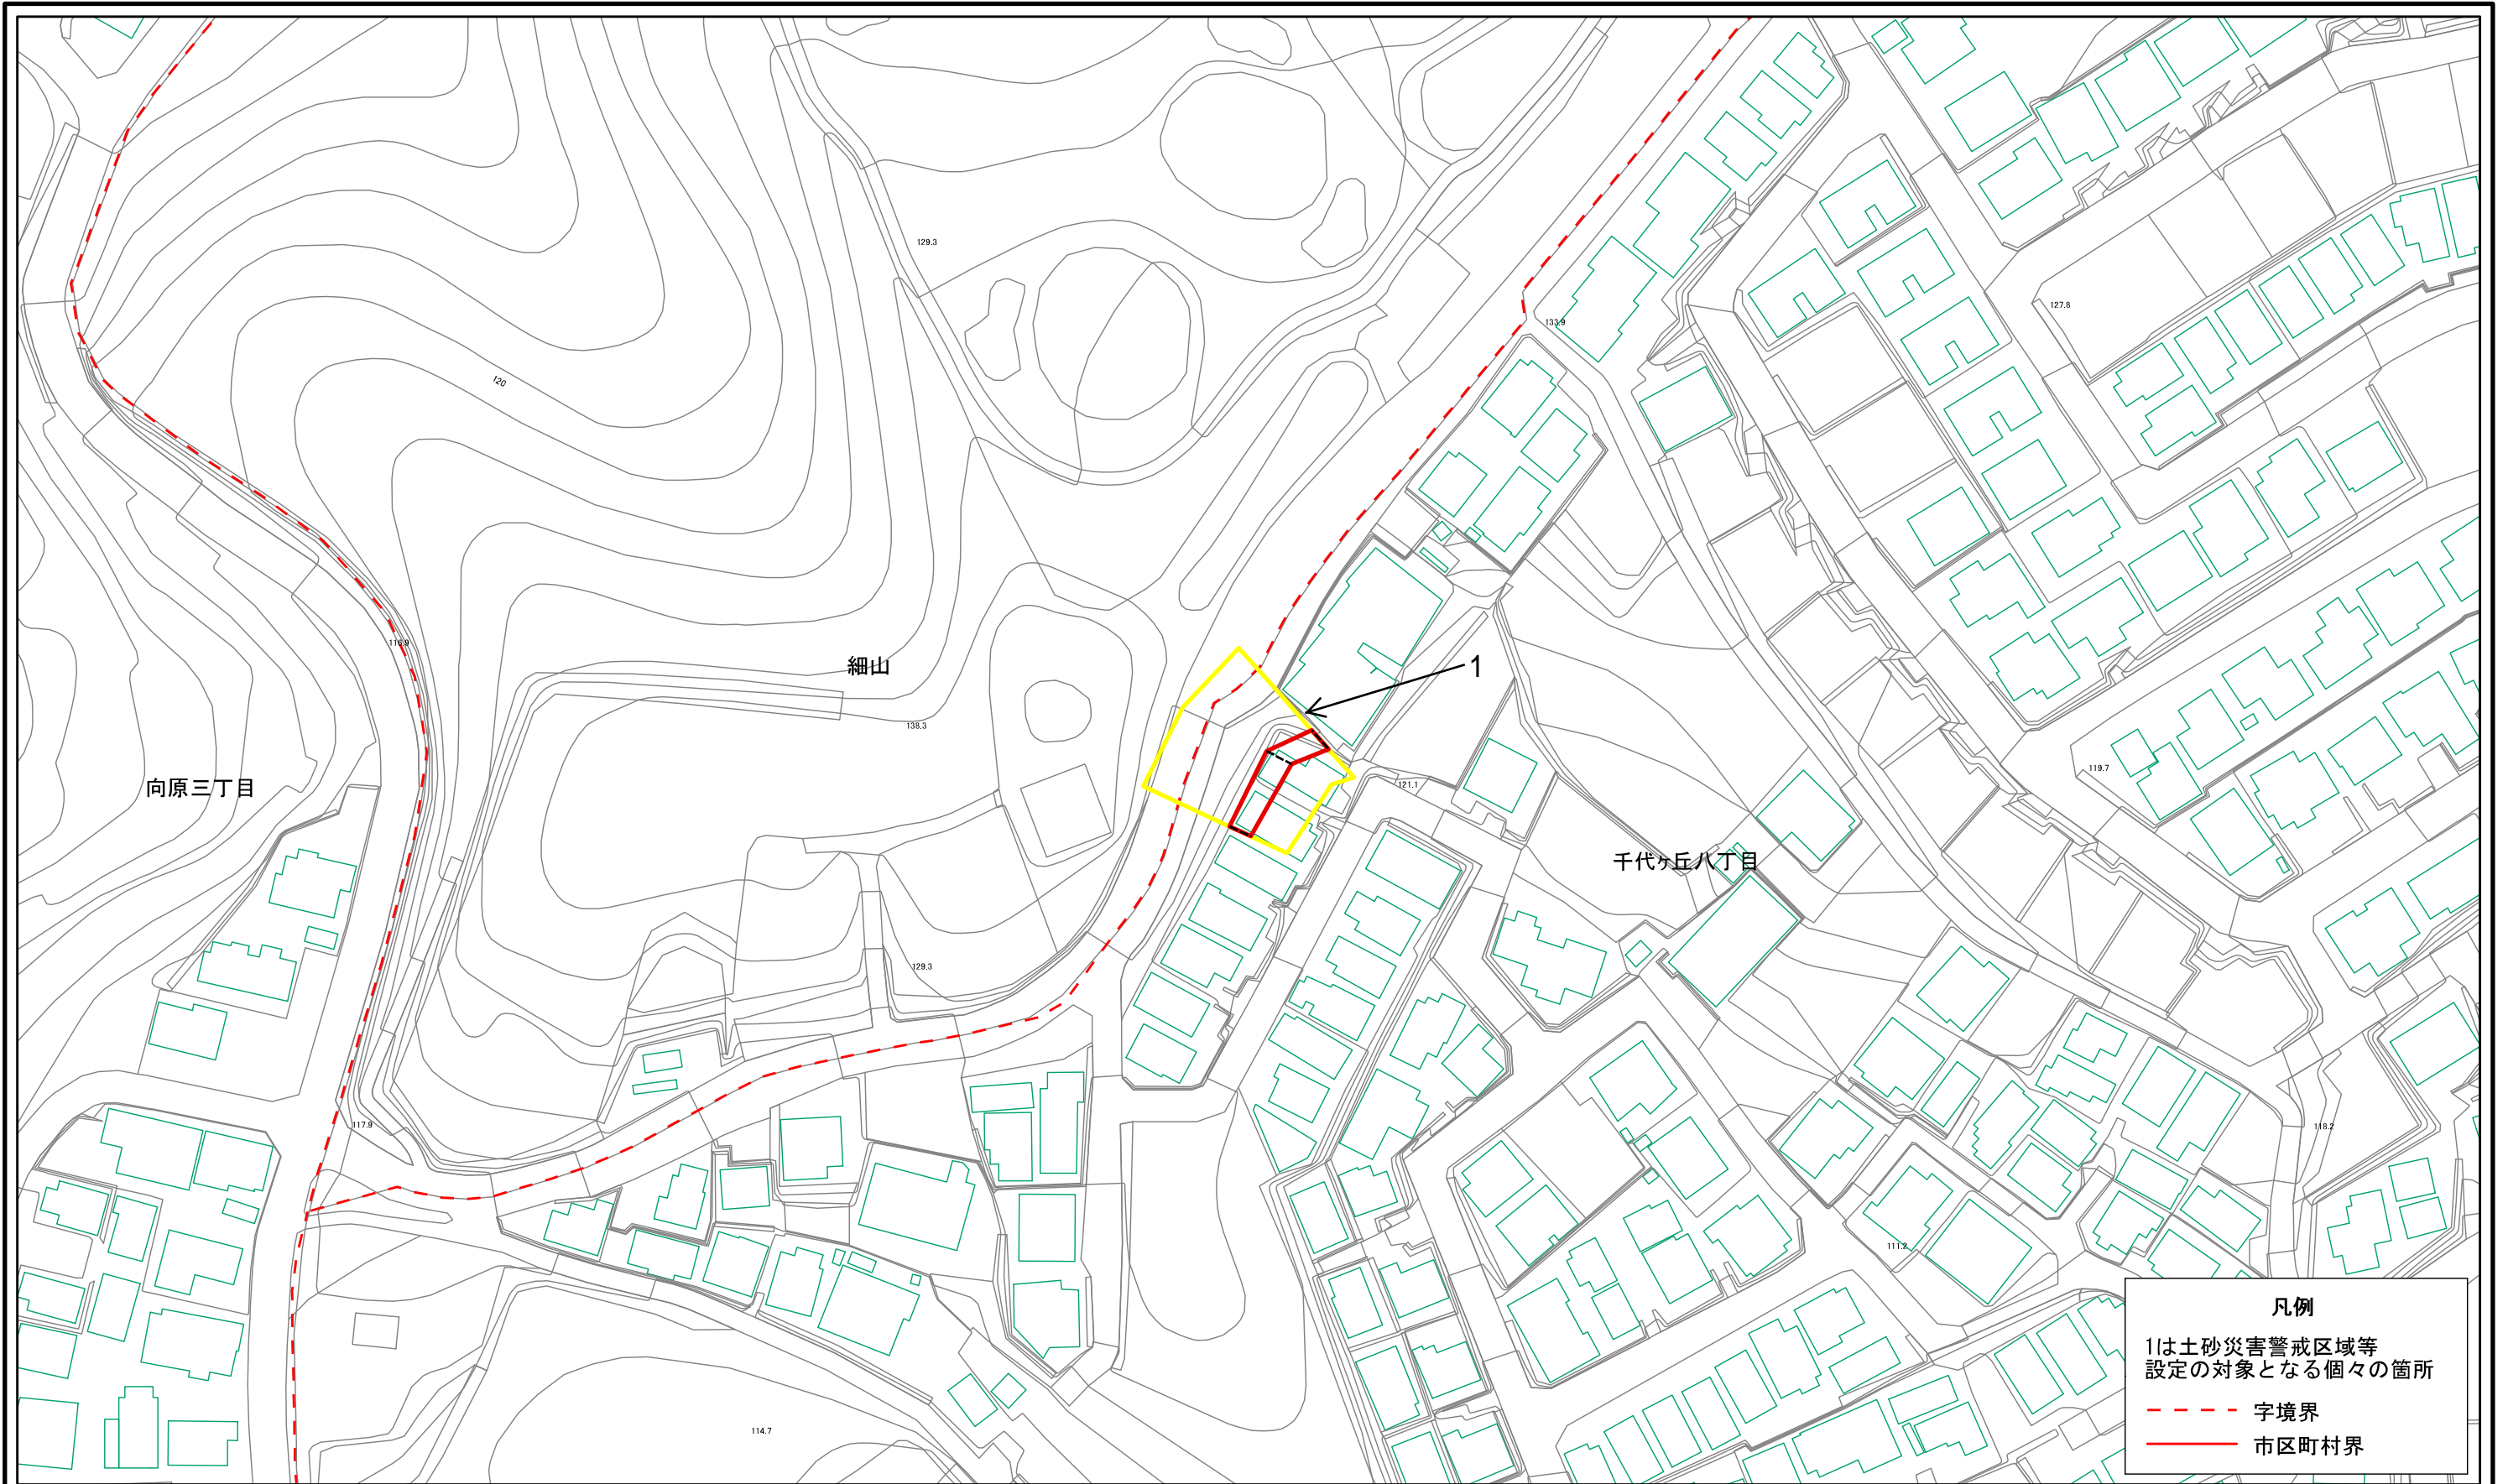 129.3
127.8
133.9
120
116.9
細山
1
138.3
119.7
向原三丁目
121.1
千代ヶ丘八丁目
129.3
117.9
118.2
111.2
114.7
凡例
1は土砂災害警戒区域等
設定の対象となる個々の箇所
字境界
市区町村界